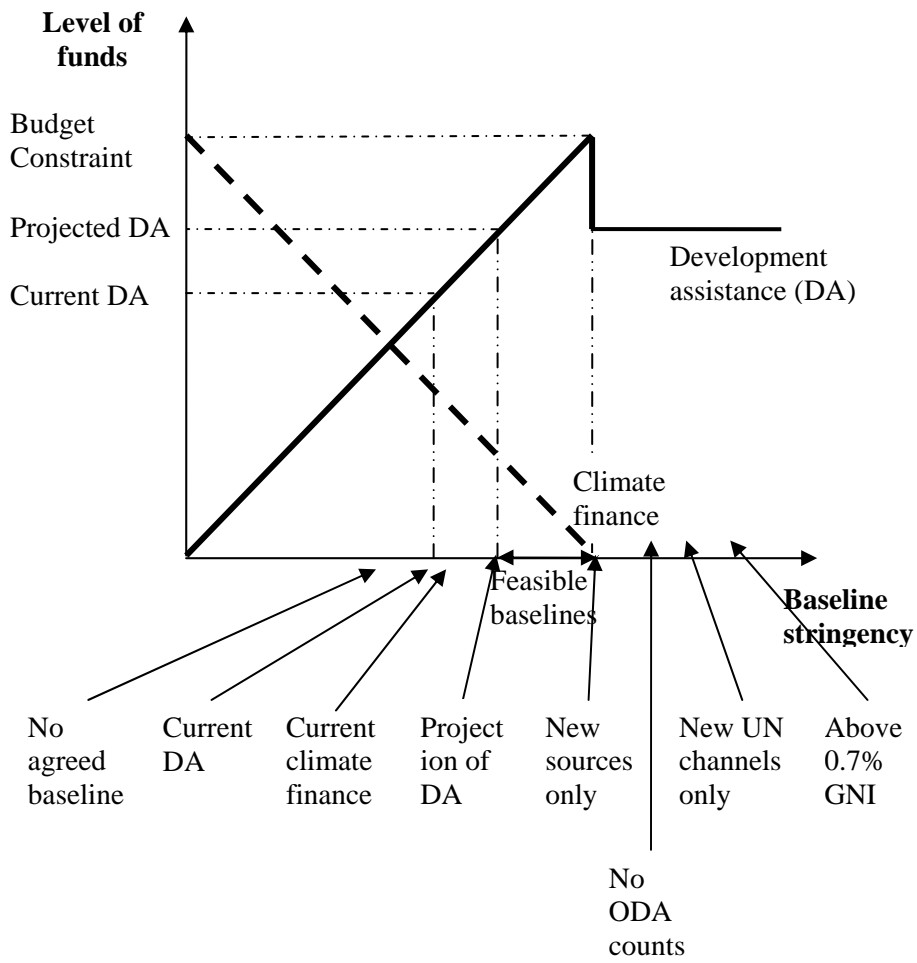 Level of
funds
Budget
Constraint
Projected DA
Current DA
Development
assistance (DA)
Climate
finance
Feasible
baselines
Baseline
stringency
No
agreed
baseline
Current
DA
Current
climate
finance
Project
ion of
DA
New
sources
only
New UN
channels
only
Above
0.7%
GNI
No
ODA
counts